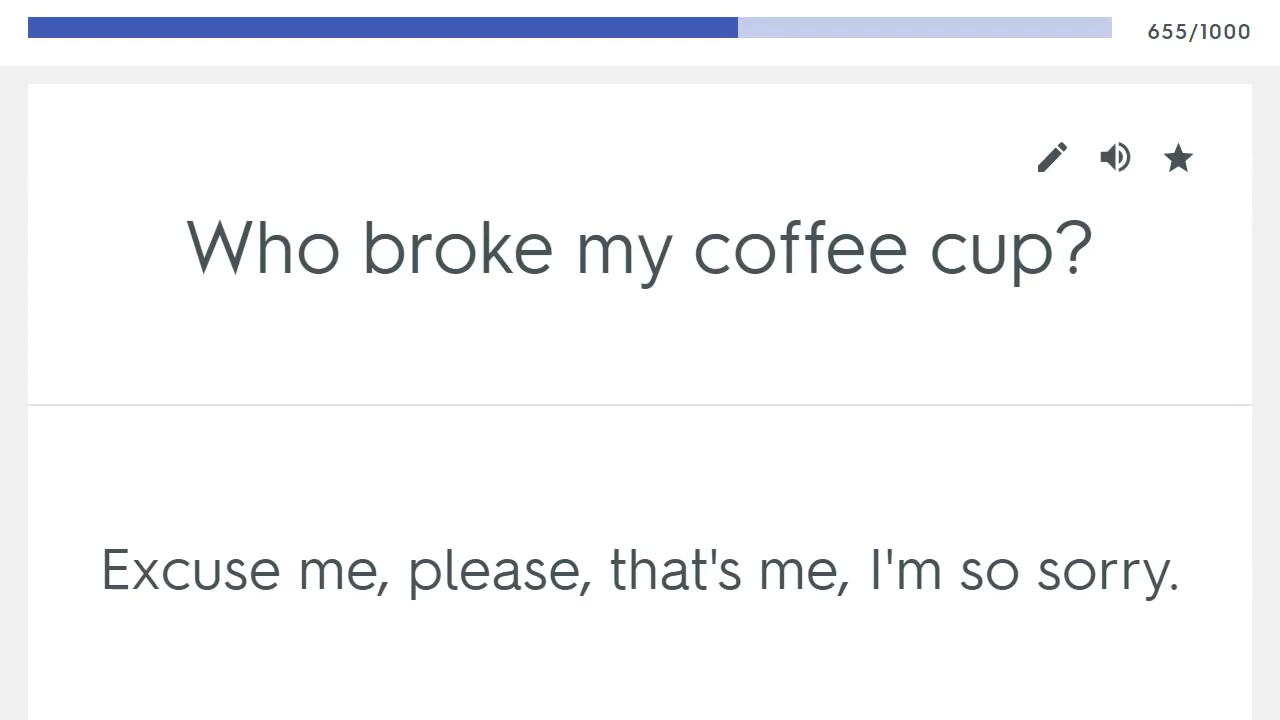 655/1000
Who broke my coffee cup?
Excuse me, please, that's me, I'm so sorry.